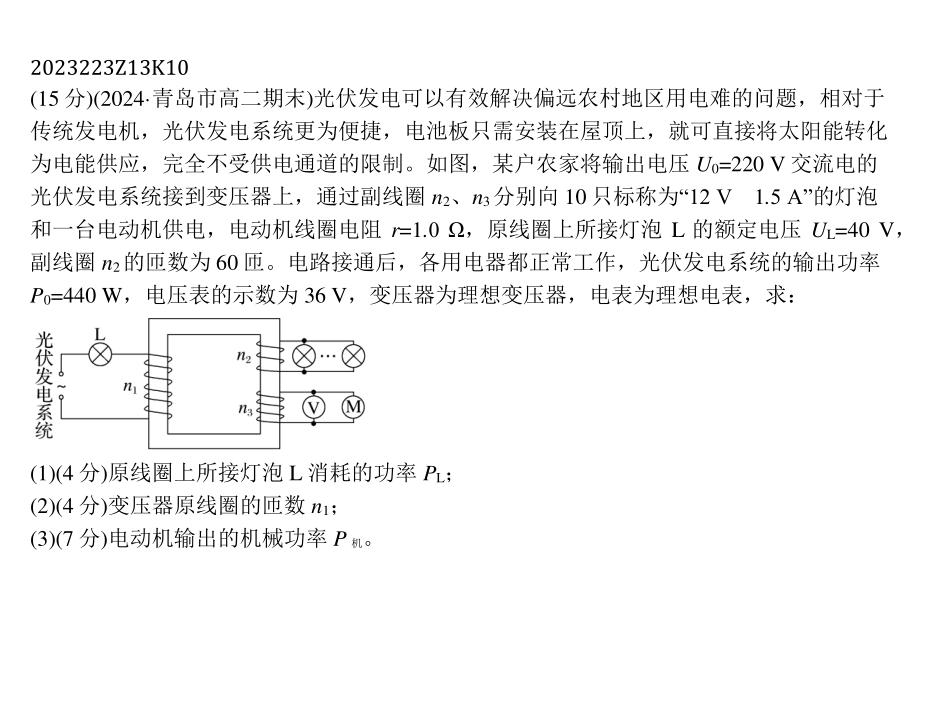 2023223Z13K10
(15 分)(2024·青岛市高二期末)光伏发电可以有效解决偏远农村地区用电难的问题，相对于
传统发电机，光伏发电系统更为便捷，电池板只需安装在屋顶上，就可直接将太阳能转化
为电能供应，完全不受供电通道的限制。如图，某户农家将输出电压 U0=220 V 交流电的
光伏发电系统接到变压器上，通过副线圈 n2、n3分别向 10 只标称为“12 V　1.5 A”的灯泡
和一台电动机供电，电动机线圈电阻 r=1.0 Ω，原线圈上所接灯泡 L 的额定电压 UL=40 V，
副线圈 n2的匝数为 60 匝。电路接通后，各用电器都正常工作，光伏发电系统的输出功率
P0=440 W，电压表的示数为 36 V，变压器为理想变压器，电表为理想电表，求：
光伏发电系统
~
L
n1
n2
…
n3
V
M
(1)(4 分)原线圈上所接灯泡 L 消耗的功率 PL；
(2)(4 分)变压器原线圈的匝数 n1；
(3)(7 分)电动机输出的机械功率 P 机。